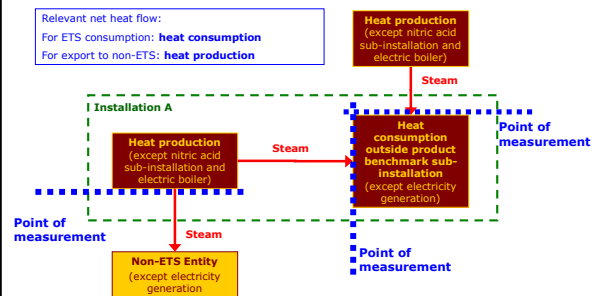 Relevant net heat flow:
For ETS consumption: heat consumption
For export to non-ETS: heat production
Heat production
(except nitric acid
sub-installation and
electric boiler)
Steam
Installation A
Heat production
(except nitric acid
sub-installation and
electric boiler)
Steam
Heat
consumption
outside product
benchmark sub-
installation
(except electricity
generation)
Point of
measurement
Point of
measurement
Steam
Point of
measurement
Non-ETS Entity
(except electricity
generation